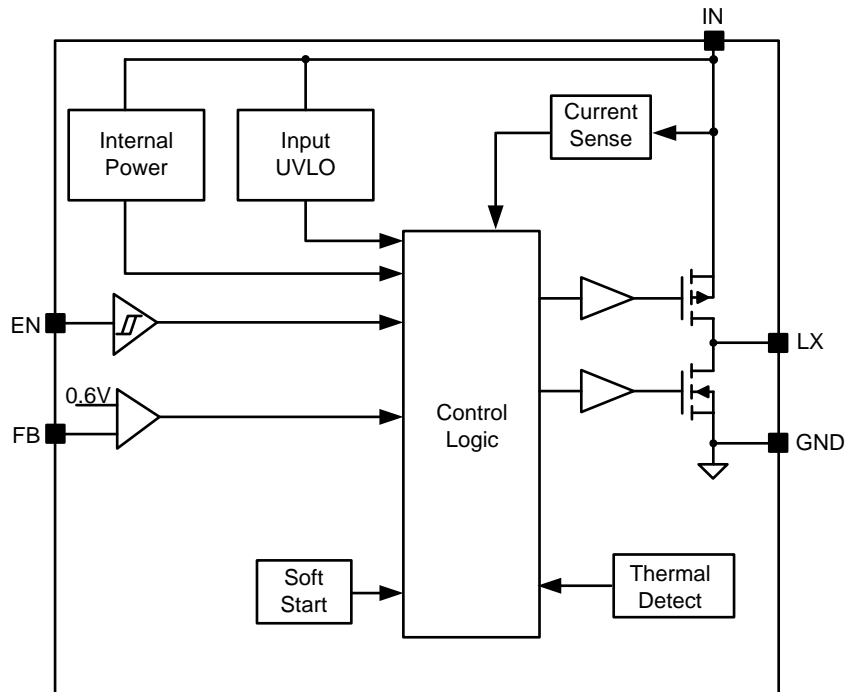 IN
Internal
Power
Input
UVLO
Current
Sense
EN
LX
0.6V
FB
Control
Logic
GND
Soft
Start
Thermal
Detect